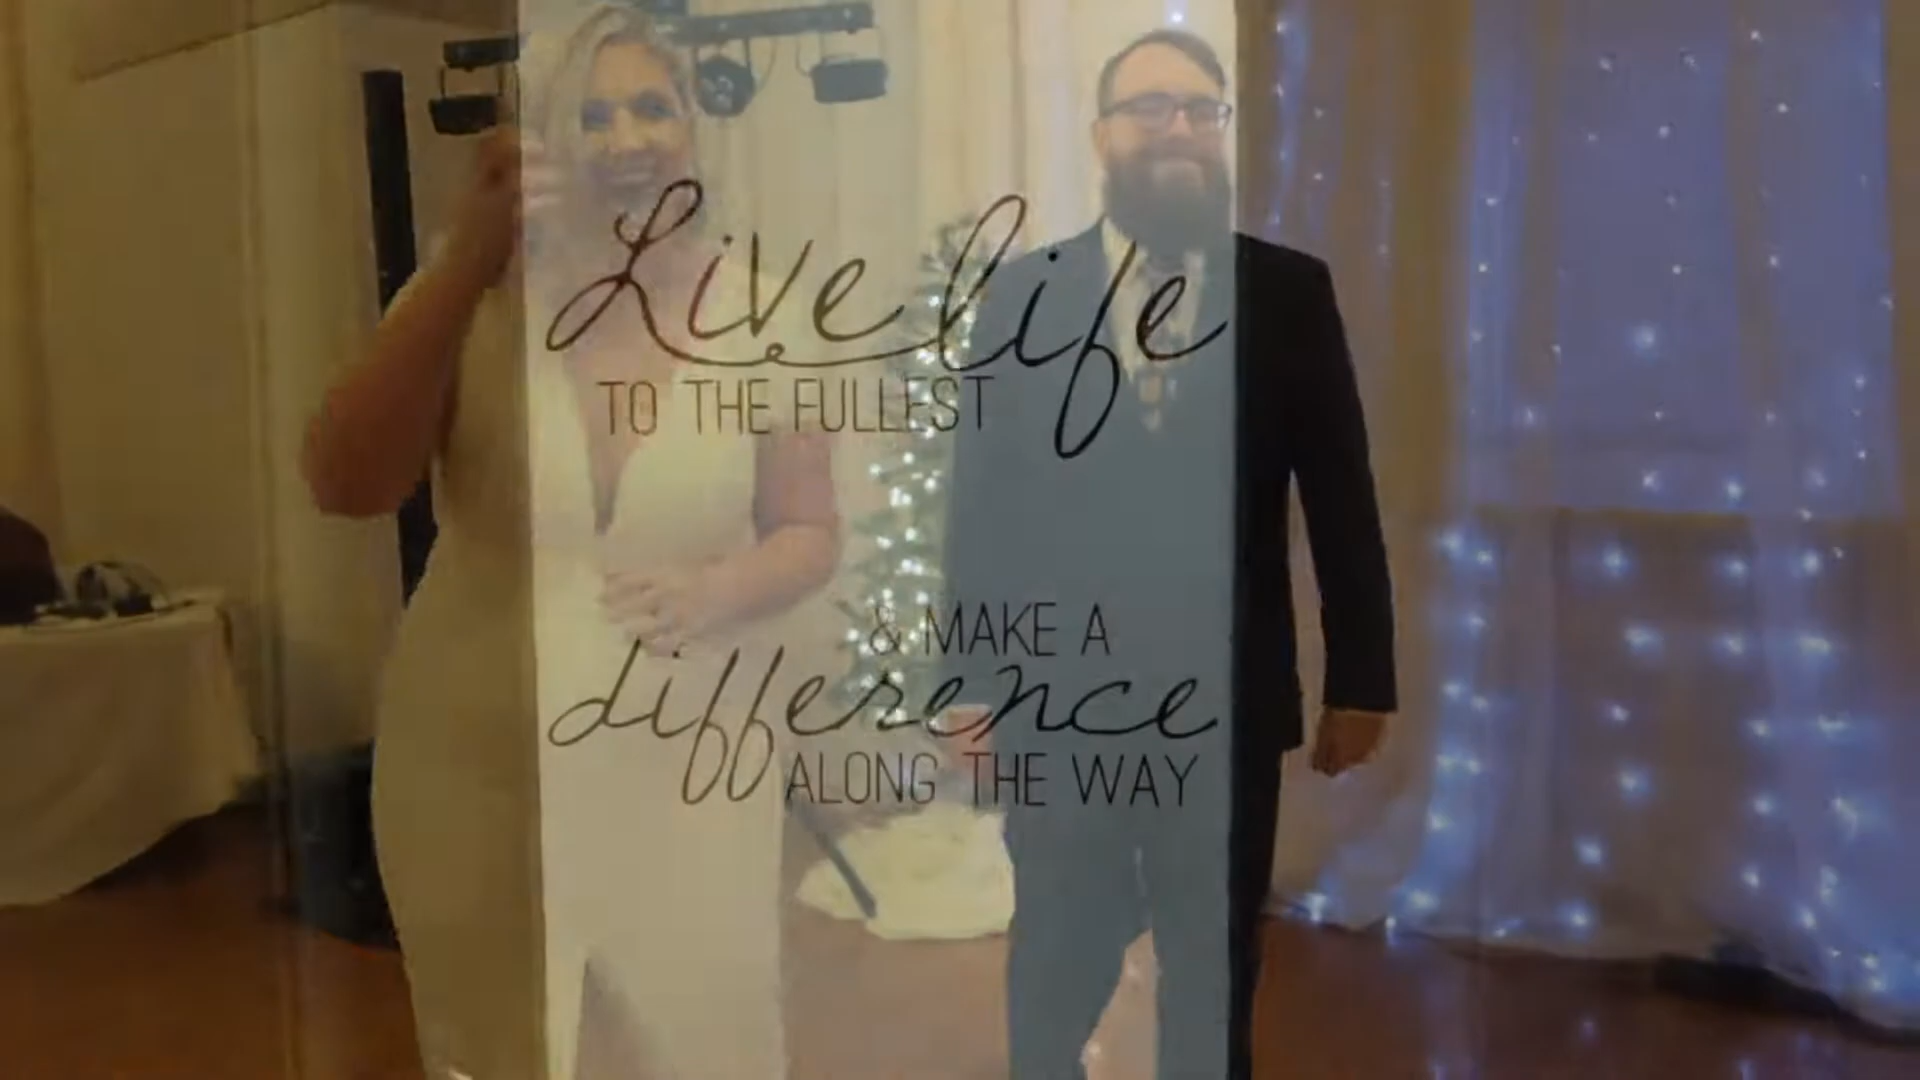 Live life
TO THE FULLEST
& MAKE A
difference
ALONG THE WAY